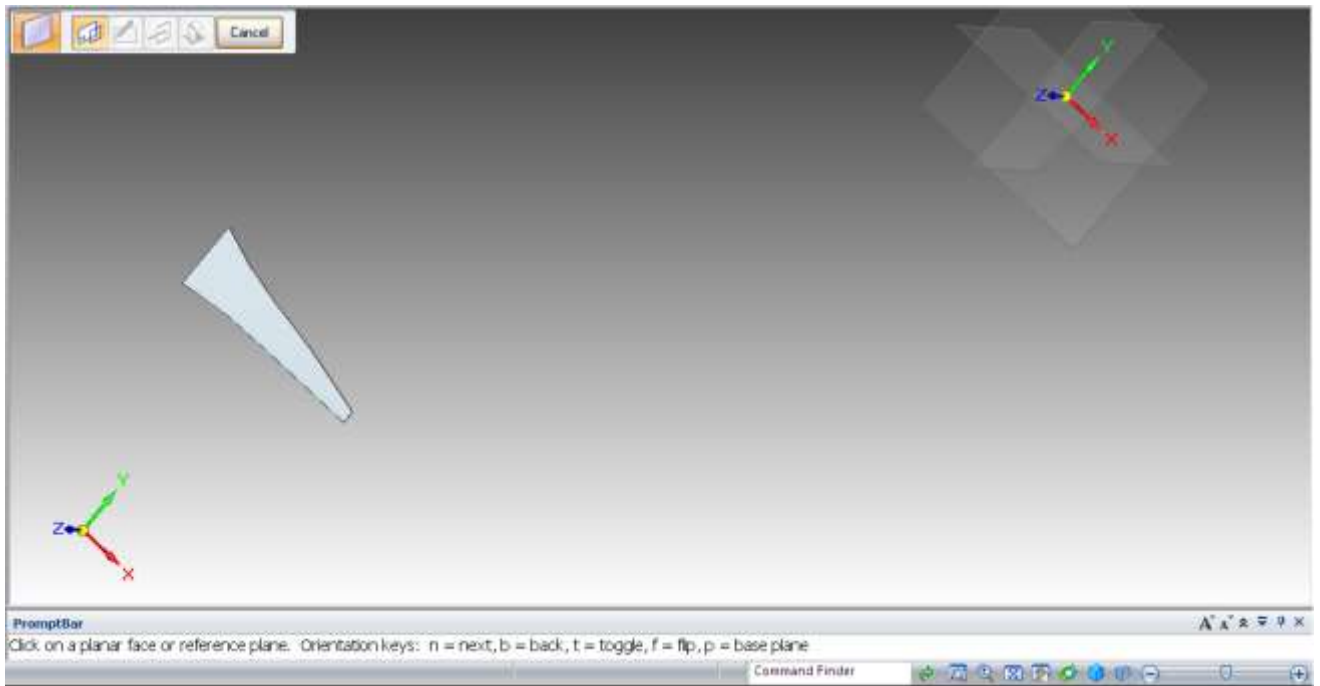 Cancel
Y
Z
X
Y
Z
X
PromptBar
Click on a planar face or reference plane. Orientation keys: n = next, b = back, t = toggle, f = flip, p = base plane
Command Finder